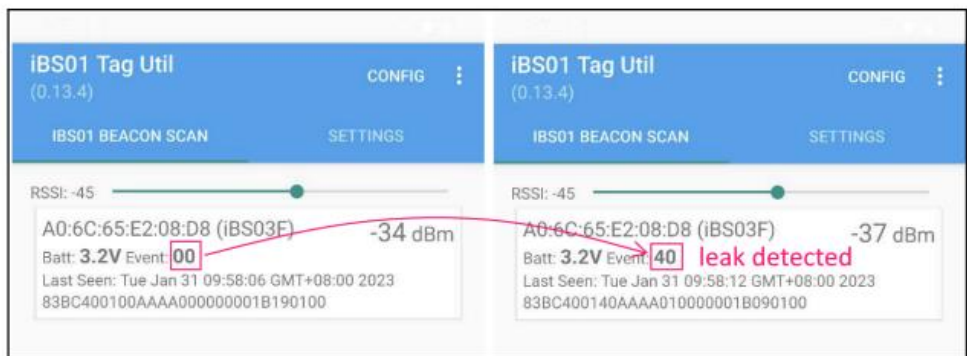 iBS01 Tag Util
(0.13.4)
CONFIG
IBS01 BEACON SCAN
SETTINGS
RSSI: -45
A0:6C:65:E2:08:D8 (iBS03F)
-34 dBm
Batt: 3.2V Event: 00
Last Seen: Tue Jan 31 09:58:06 GMT+08:00 2023
83BC400100AAAA000000001B190100
iBS01 Tag Util
(0.13.4)
CONFIG
IBS01 BEACON SCAN
SETTINGS
RSSI: -45
A0:6C:65:E2:08:D8 (iBS03F)
-37 dBm
Batt: 3.2V Event: 40 leak detected
Last Seen: Tue Jan 31 09:58:12 GMT+08:00 2023
83BC400140AAAA010000001B090100